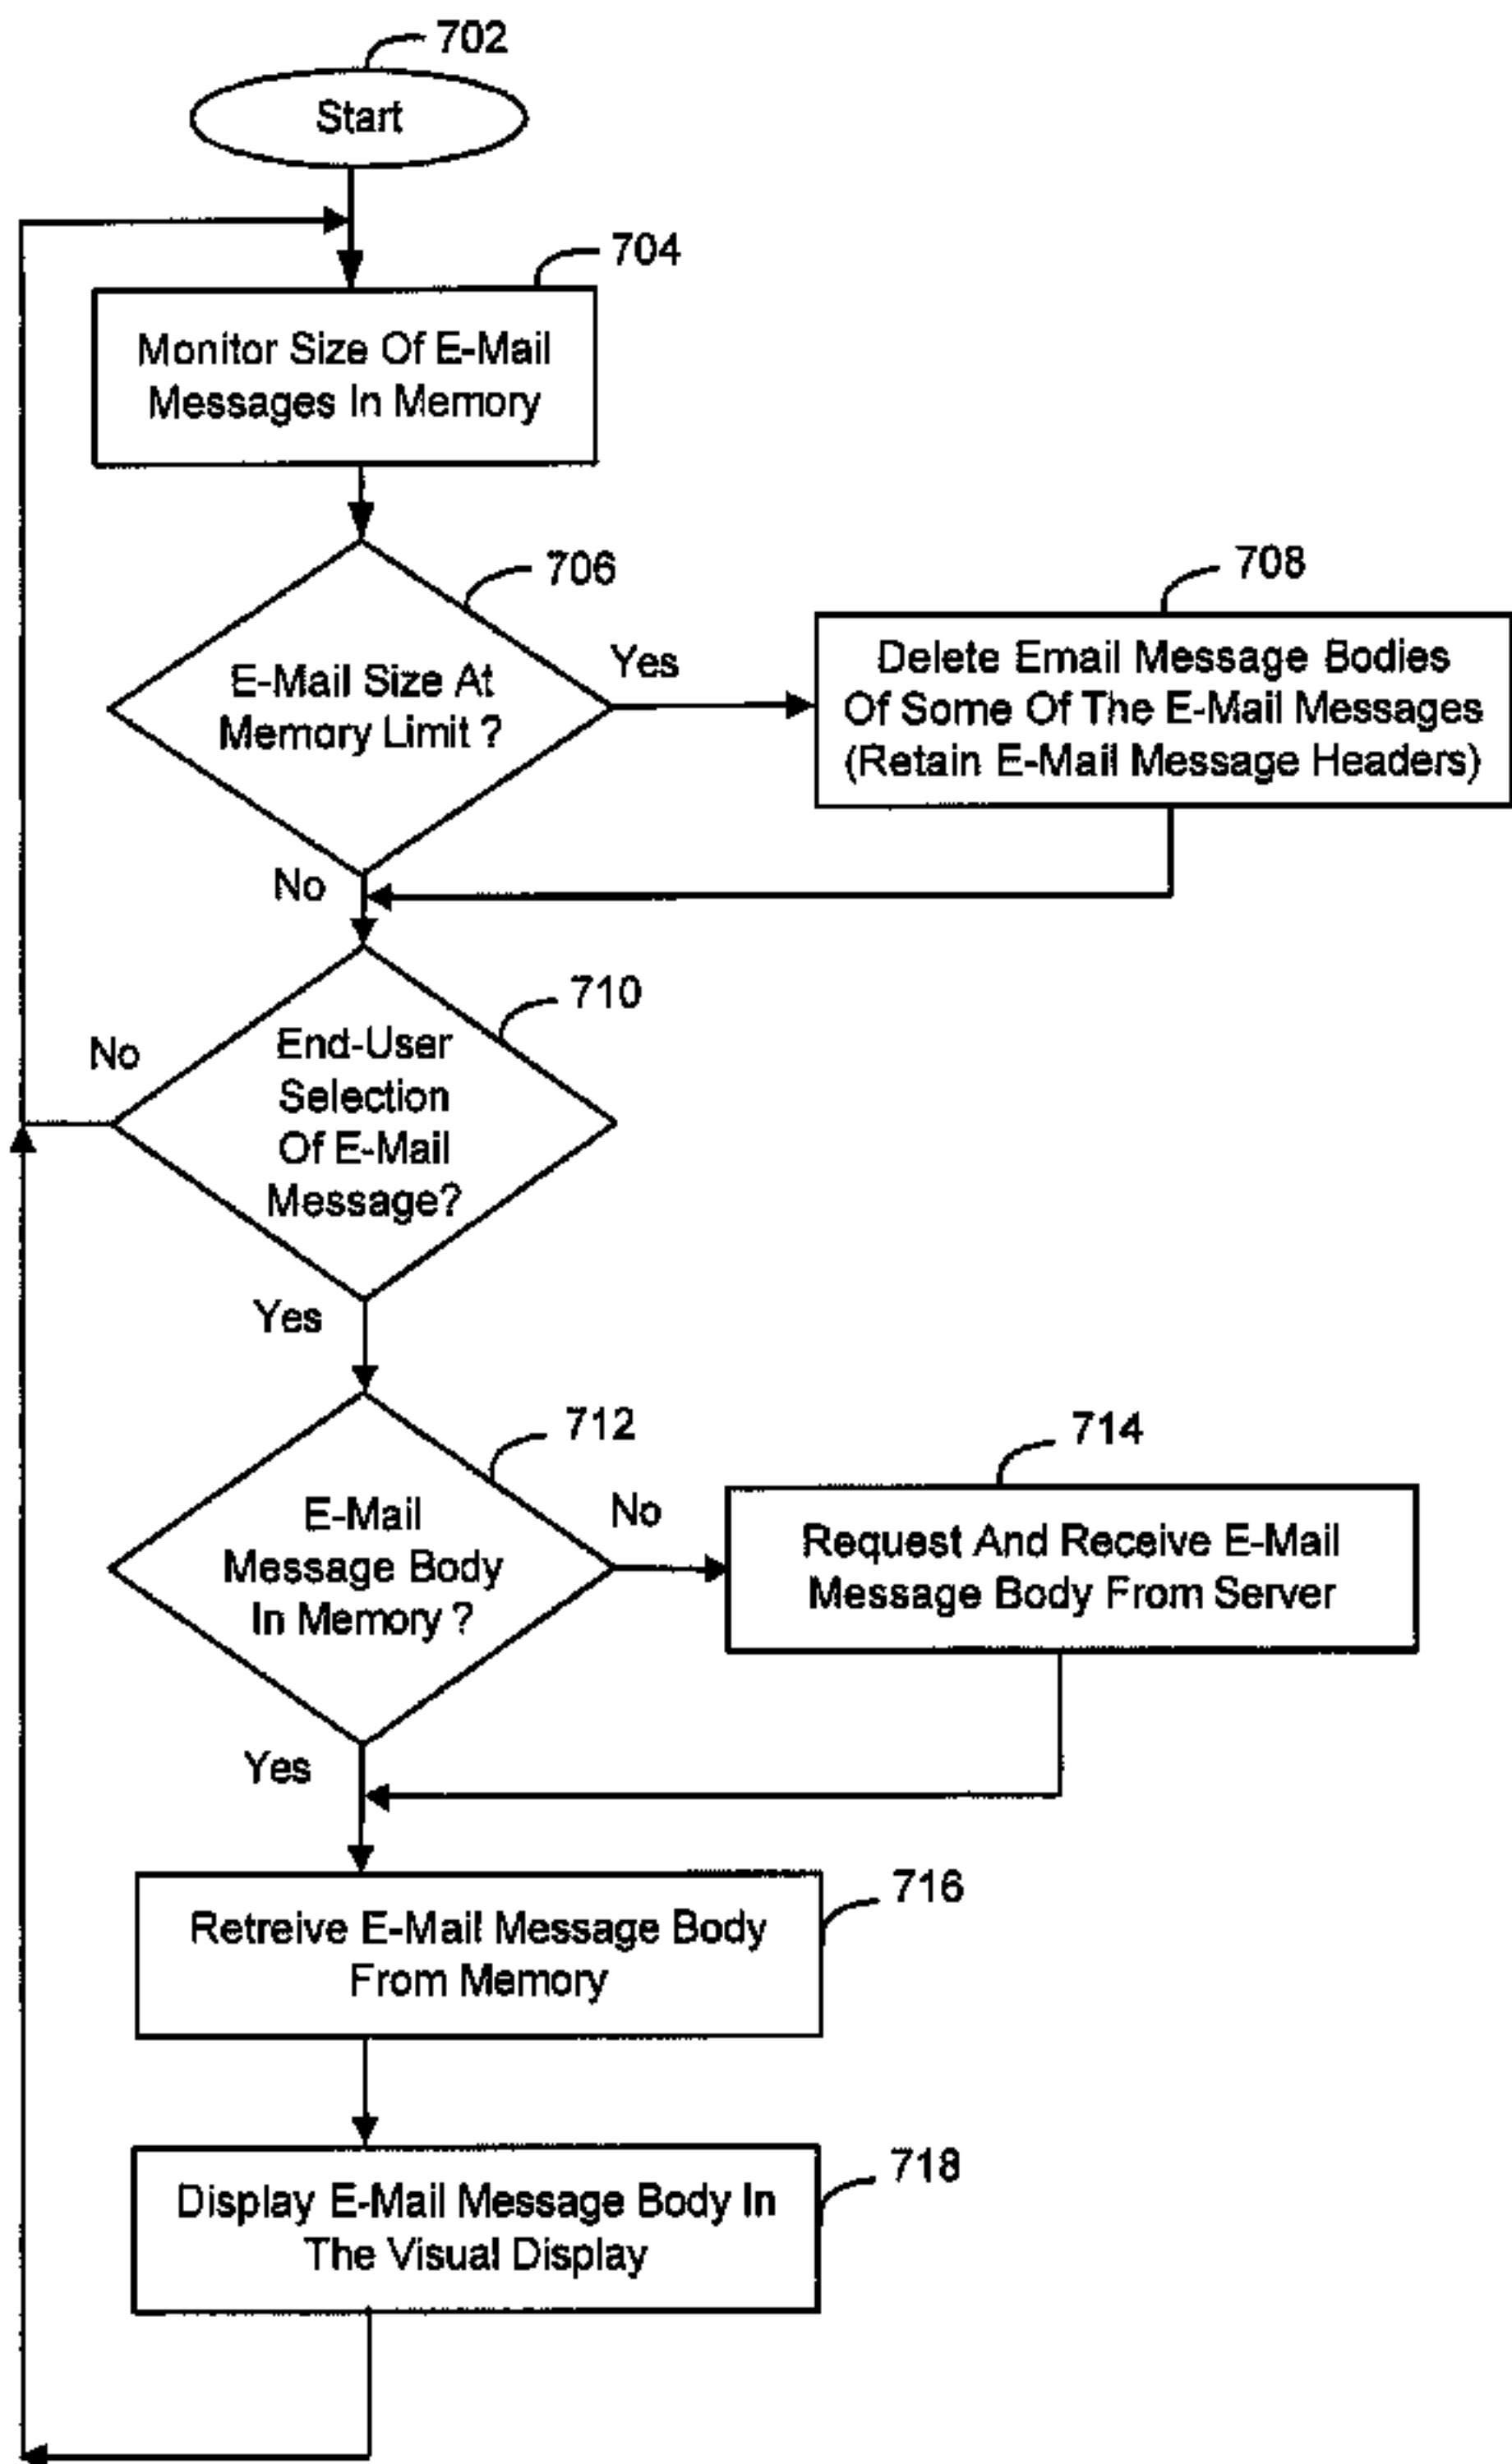 702
Start
704
Monitor Size Of E-Mail
Messages In Memory
706
E-Mail Size At
Memory Limit ?
Yes
708
Delete Email Message Bodies
Of Some Of The E-Mail Messages
(Retain E-Mail Message Headers)
No
710
No
End-User
Selection
Of E-Mail
Message?
Yes
712
E-Mail
Message Body
In Memory ?
No
714
Request And Receive E-Mail
Message Body From Server
Yes
716
Retreive E-Mail Message Body
From Memory
718
Display E-Mail Message Body In
The Visual Display